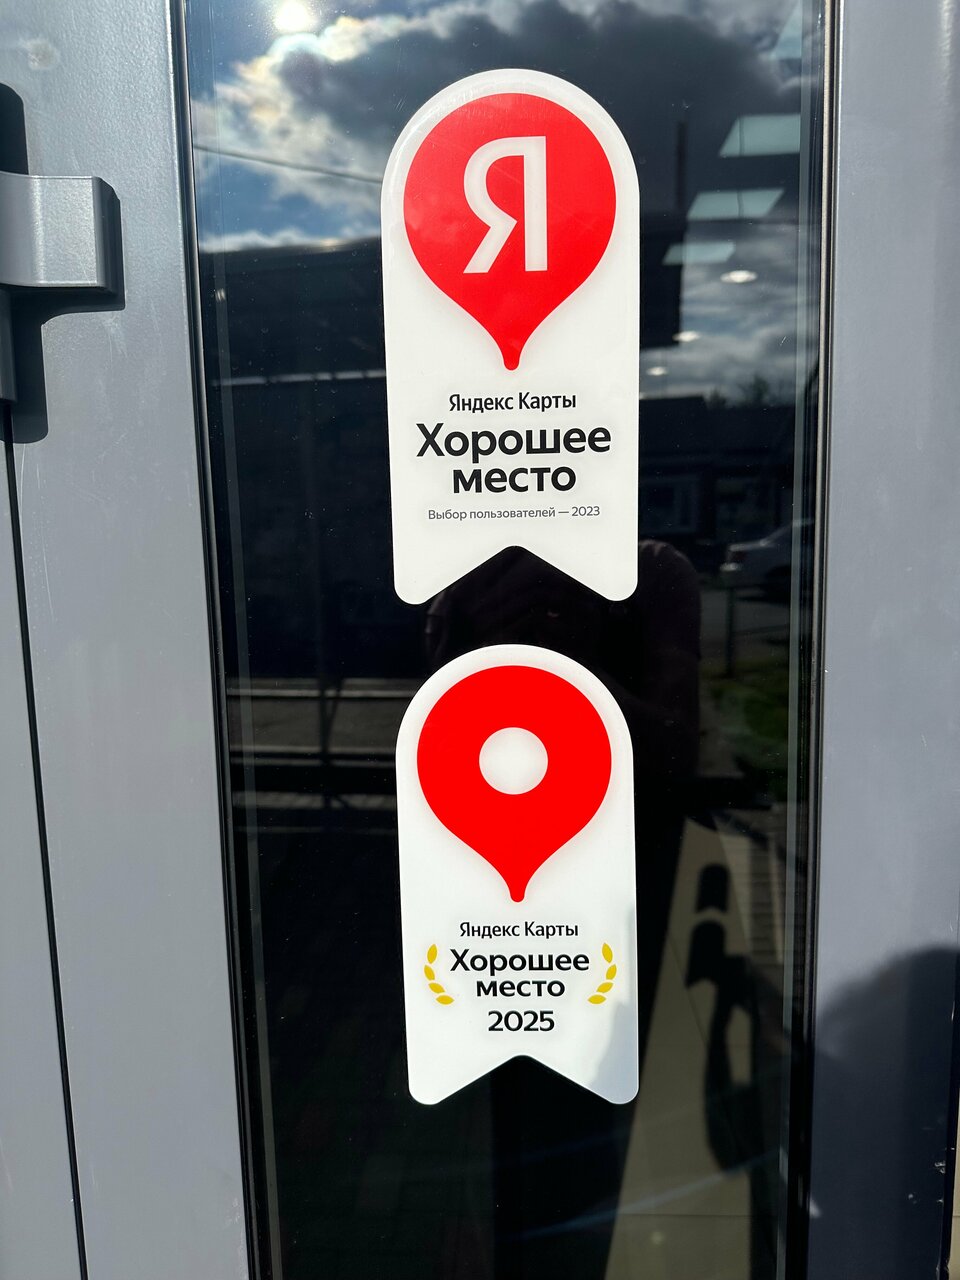 Я
Яндекс Карты
Хорошее
место
Выбор пользователей — 2023
Яндекс Карты
Хорошее
место
2025